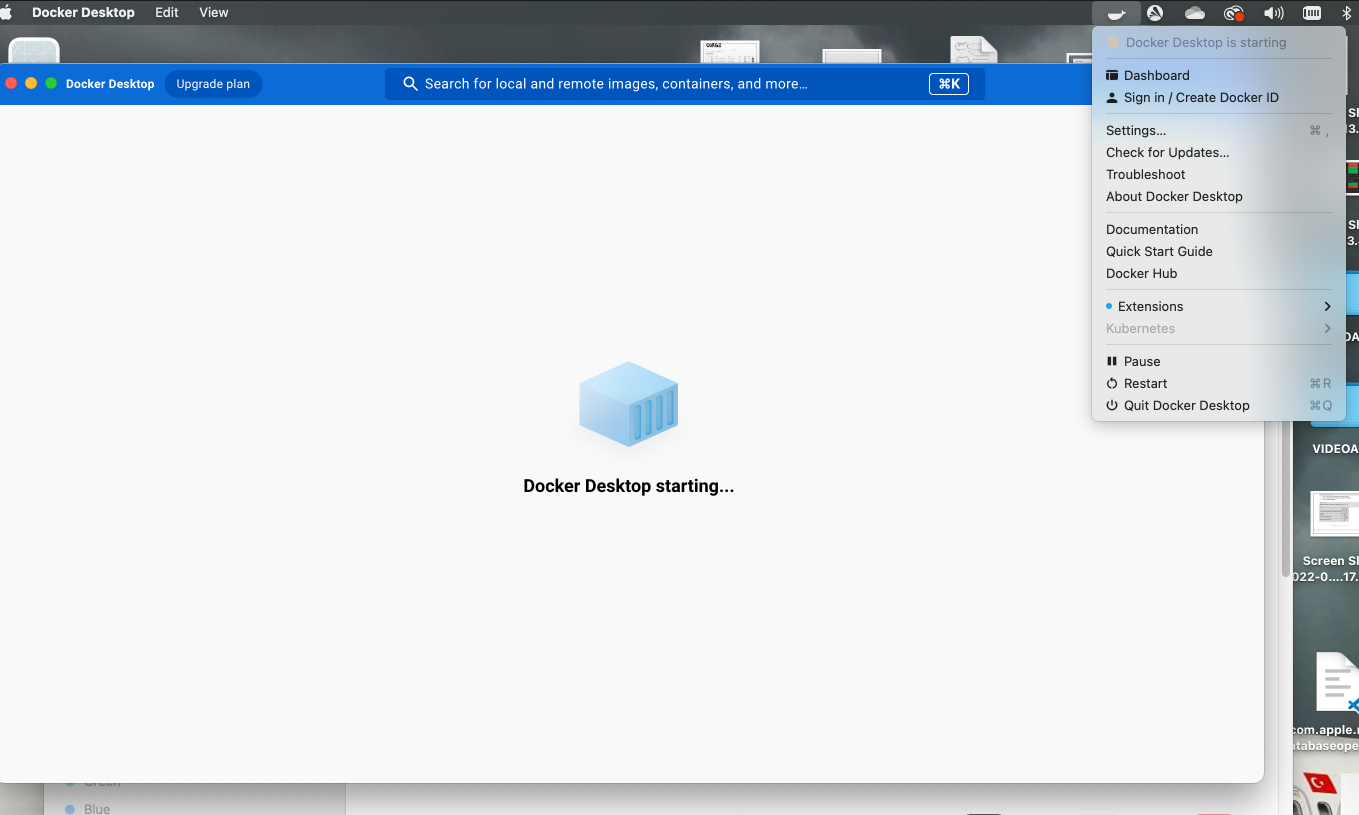 Docker Desktop Edit View
Docker Desktop is starting
Docker Desktop
Upgrade plan
Search for local and remote images, containers, and more…
⌘K
Dashboard
Sign in / Create Docker ID
Settings... ⌘ ,
Check for Updates...
Troubleshoot
About Docker Desktop
Documentation
Quick Start Guide
Docker Hub
Extensions
Kubernetes
Pause
Restart ⌘R
Quit Docker Desktop ⌘Q
Docker Desktop starting...
VIDEOA
Screen Sh
022-0....17.
com.apple.
atabaseope
Green
Blue